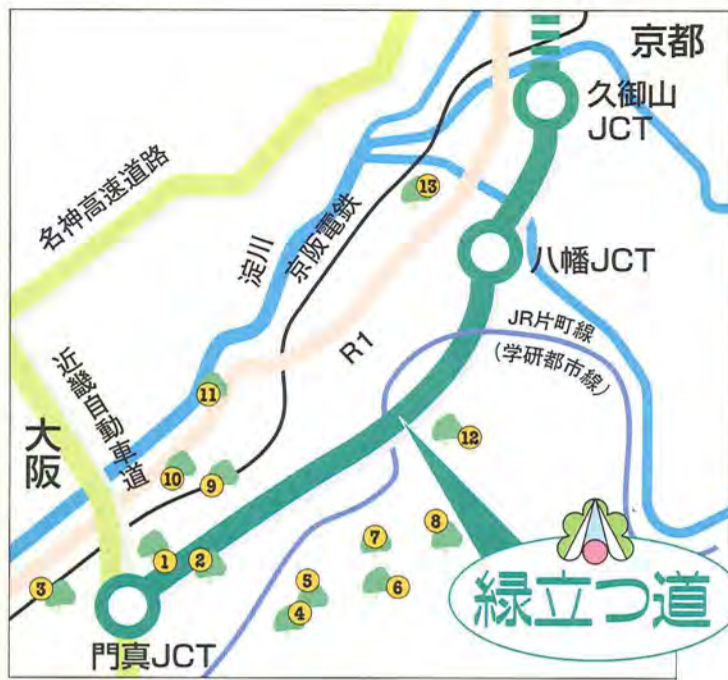 京都
久御山
JCT
名神高速道路
⑬
淀川
京阪電鉄
八幡JCT
JR片町線
(学研都市線)
R1
近畿自動車道
大阪
⑪
⑫
⑩
⑨
⑧
⑦
①
②
③
⑤
⑥
④
緑立つ道
門真JCT